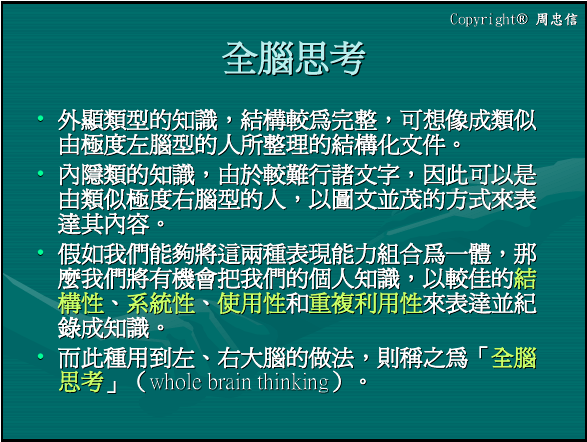 Copyright® 周忠信
全腦思考
• 外顯類型的知識，結構較為完整，可想像成類似
由極度左腦型的人所整理的結構化文件。
• 內隱類的知識，由於較難行諸文字，因此可以是
由類似極度右腦型的人，以圖文並茂的方式來表
達其內容。
• 假如我們能夠將這兩種表現能力組合為一體，那
麼我們將有機會把我們的個人知識，以較佳的結
構性、系統性、使用性和重複利用性來表達並紀
錄成知識。
• 而此種用到左、右大腦的做法，則稱之為「全腦
思考」（whole brain thinking）。